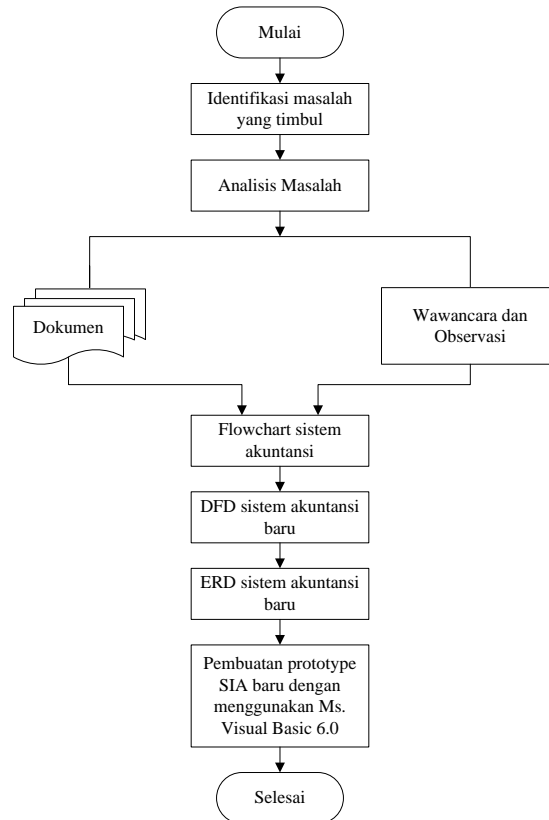 Mulai
Identifikasi masalah
yang timbul
Analisis Masalah
Dokumen
Wawancara dan
Observasi
Flowchart sistem
akuntansi
DFD sistem akuntansi
baru
ERD sistem akuntansi
baru
Pembuatan prototype
SIA baru dengan
menggunakan Ms.
Visual Basic 6.0
Selesai